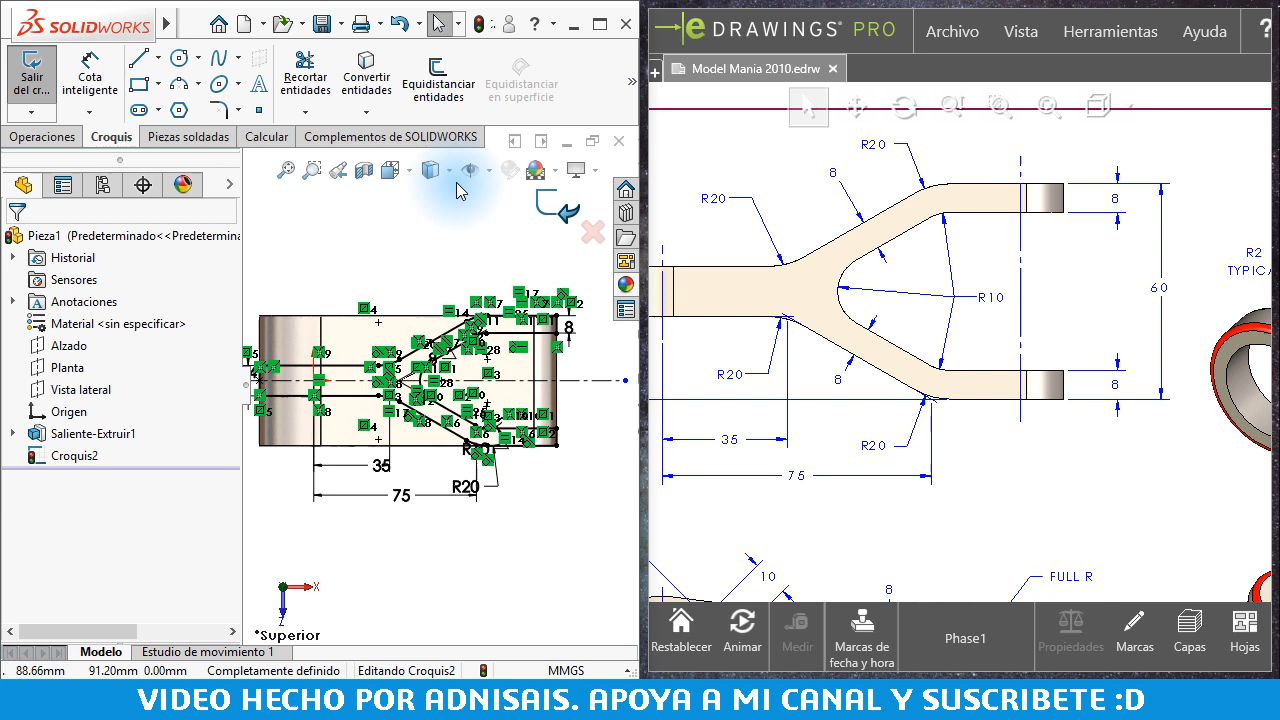 SOLIDWORKS
Salir
del cr...
Cota
inteligente
Recortar
entidades
Convertir
entidades
Equidistanciar
entidades
Equidistanciar
en superficie
Operaciones
Croquis
Piezas soldadas
Calcular
Complementos de SOLIDWORKS
Pieza1 (Predeterminado<<Predetermina
Historial
Sensores
Anotaciones
Material <sin especificar>
Alzado
Planta
Vista lateral
Origen
Saliente-Extruir1
Croquis2
8
35
75
R20
X
Z
*Superior
Modelo
Estudio de movimiento 1
88.66mm
91.20mm
0.00mm
Completamente definido
Editando Croquis2
MMGS
eDRAWINGS® PRO
Archivo
Vista
Herramientas
Ayuda
?
Model Mania 2010.edrw
R20
8
R20
8
60
R10
R20
8
8
R20
35
75
R2
TYPICA
10
8
FULL R
Restablecer
Animar
Medir
Marcas de
fecha y hora
Phase1
Propiedades
Marcas
Capas
Hojas
VIDEO HECHO POR ADNISAIS. APOYA A MI CANAL Y SUSCRIBETE :D